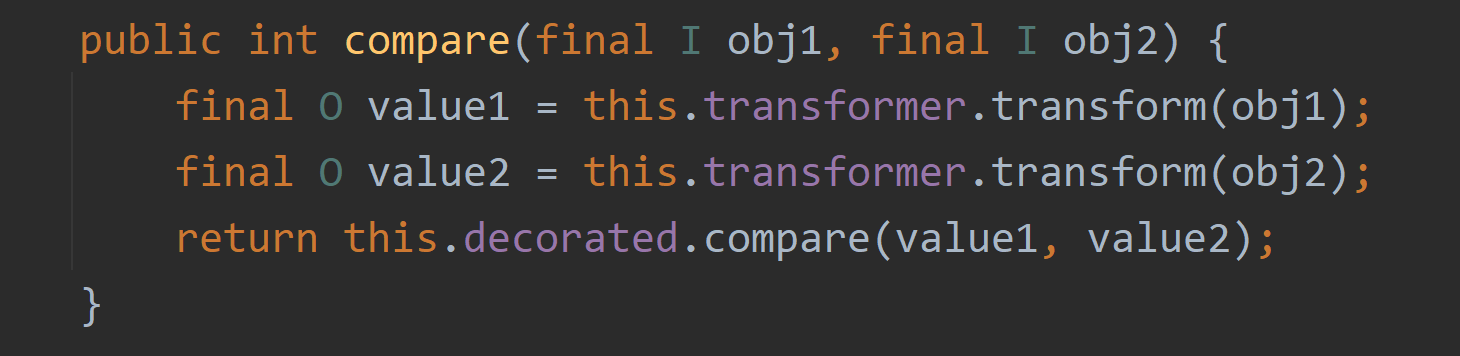 public int compare(final I obj1, final I obj2) {
    final O value1 = this.transformer.transform(obj1);
    final O value2 = this.transformer.transform(obj2);
    return this.decorated.compare(value1, value2);
}